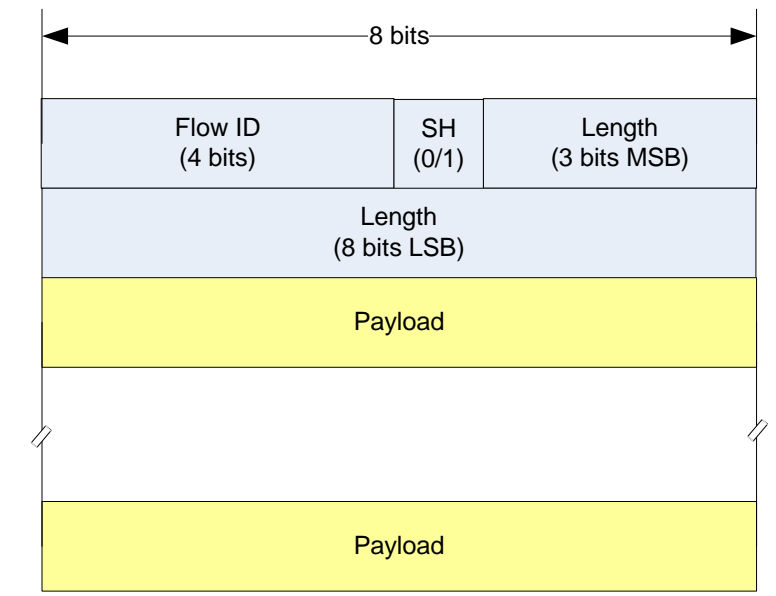 8 bits
Flow ID
(4 bits)
SH
(0/1)
Length
(3 bits MSB)
Length
(8 bits LSB)
Payload
Payload